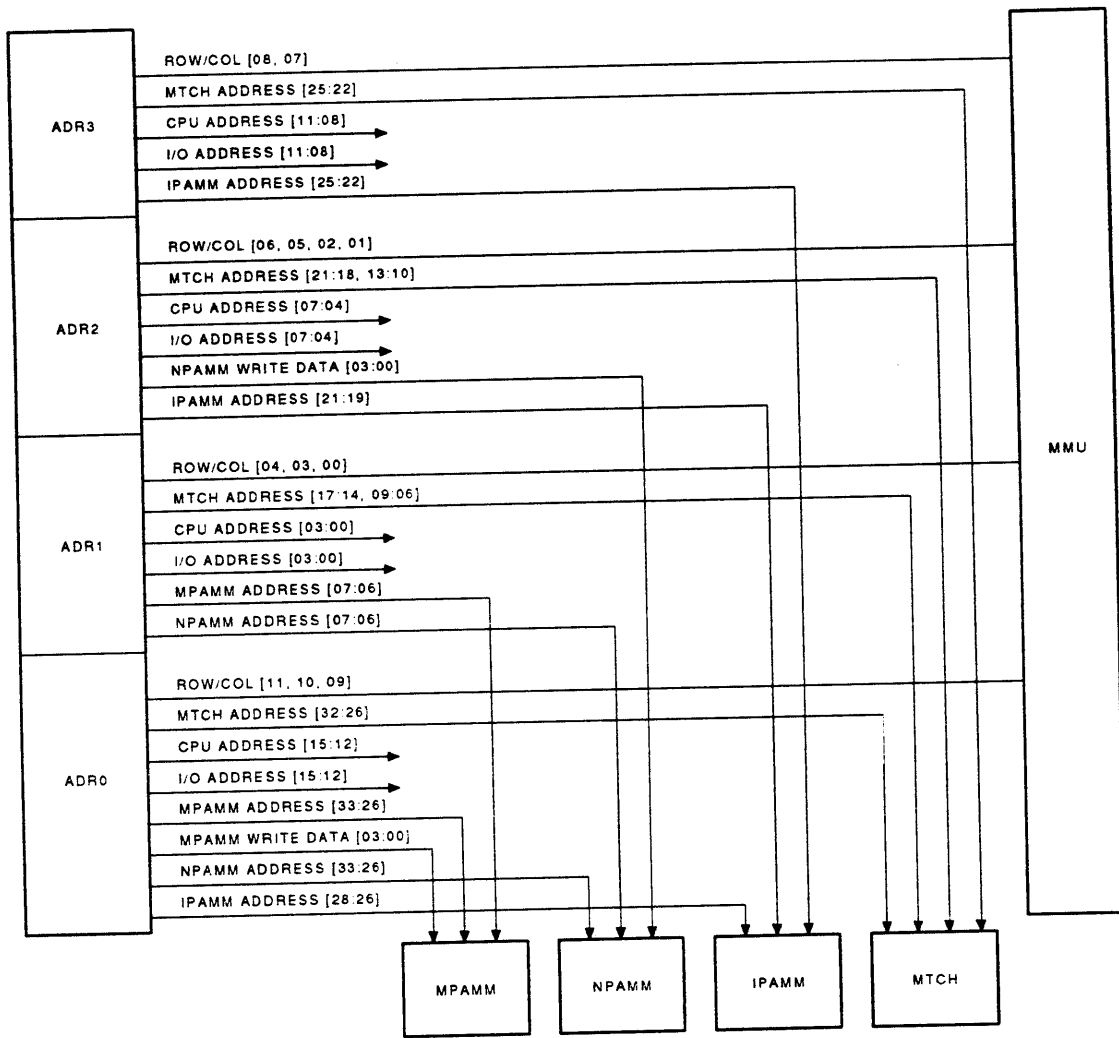 ROW/COL [08, 07]
MTCH ADDRESS [25:22]
CPU ADDRESS [11:08]
ADR3
I/O ADDRESS [11:08]
IPAMM ADDRESS [25:22]
ROW/COL [06, 05, 02, 01]
MTCH ADDRESS [21:18, 13:10]
CPU ADDRESS [07:04]
ADR2
I/O ADDRESS [07:04]
NPAMM WRITE DATA [03:00]
IPAMM ADDRESS [21:19]
MMU
ROW/COL [04, 03, 00]
MTCH ADDRESS [17:14, 09:06]
CPU ADDRESS [03:00]
ADR1
I/O ADDRESS [03:00]
MPAMM ADDRESS [07:06]
NPAMM ADDRESS [07:06]
ROW/COL [11, 10, 09]
MTCH ADDRESS [32:26]
CPU ADDRESS [15:12]
ADR0
I/O ADDRESS [15:12]
MPAMM ADDRESS [33:26]
MPAMM WRITE DATA [03:00]
NPAMM ADDRESS [33:26]
IPAMM ADDRESS [28:26]
MPAMM
NPAMM
IPAMM
MTCH